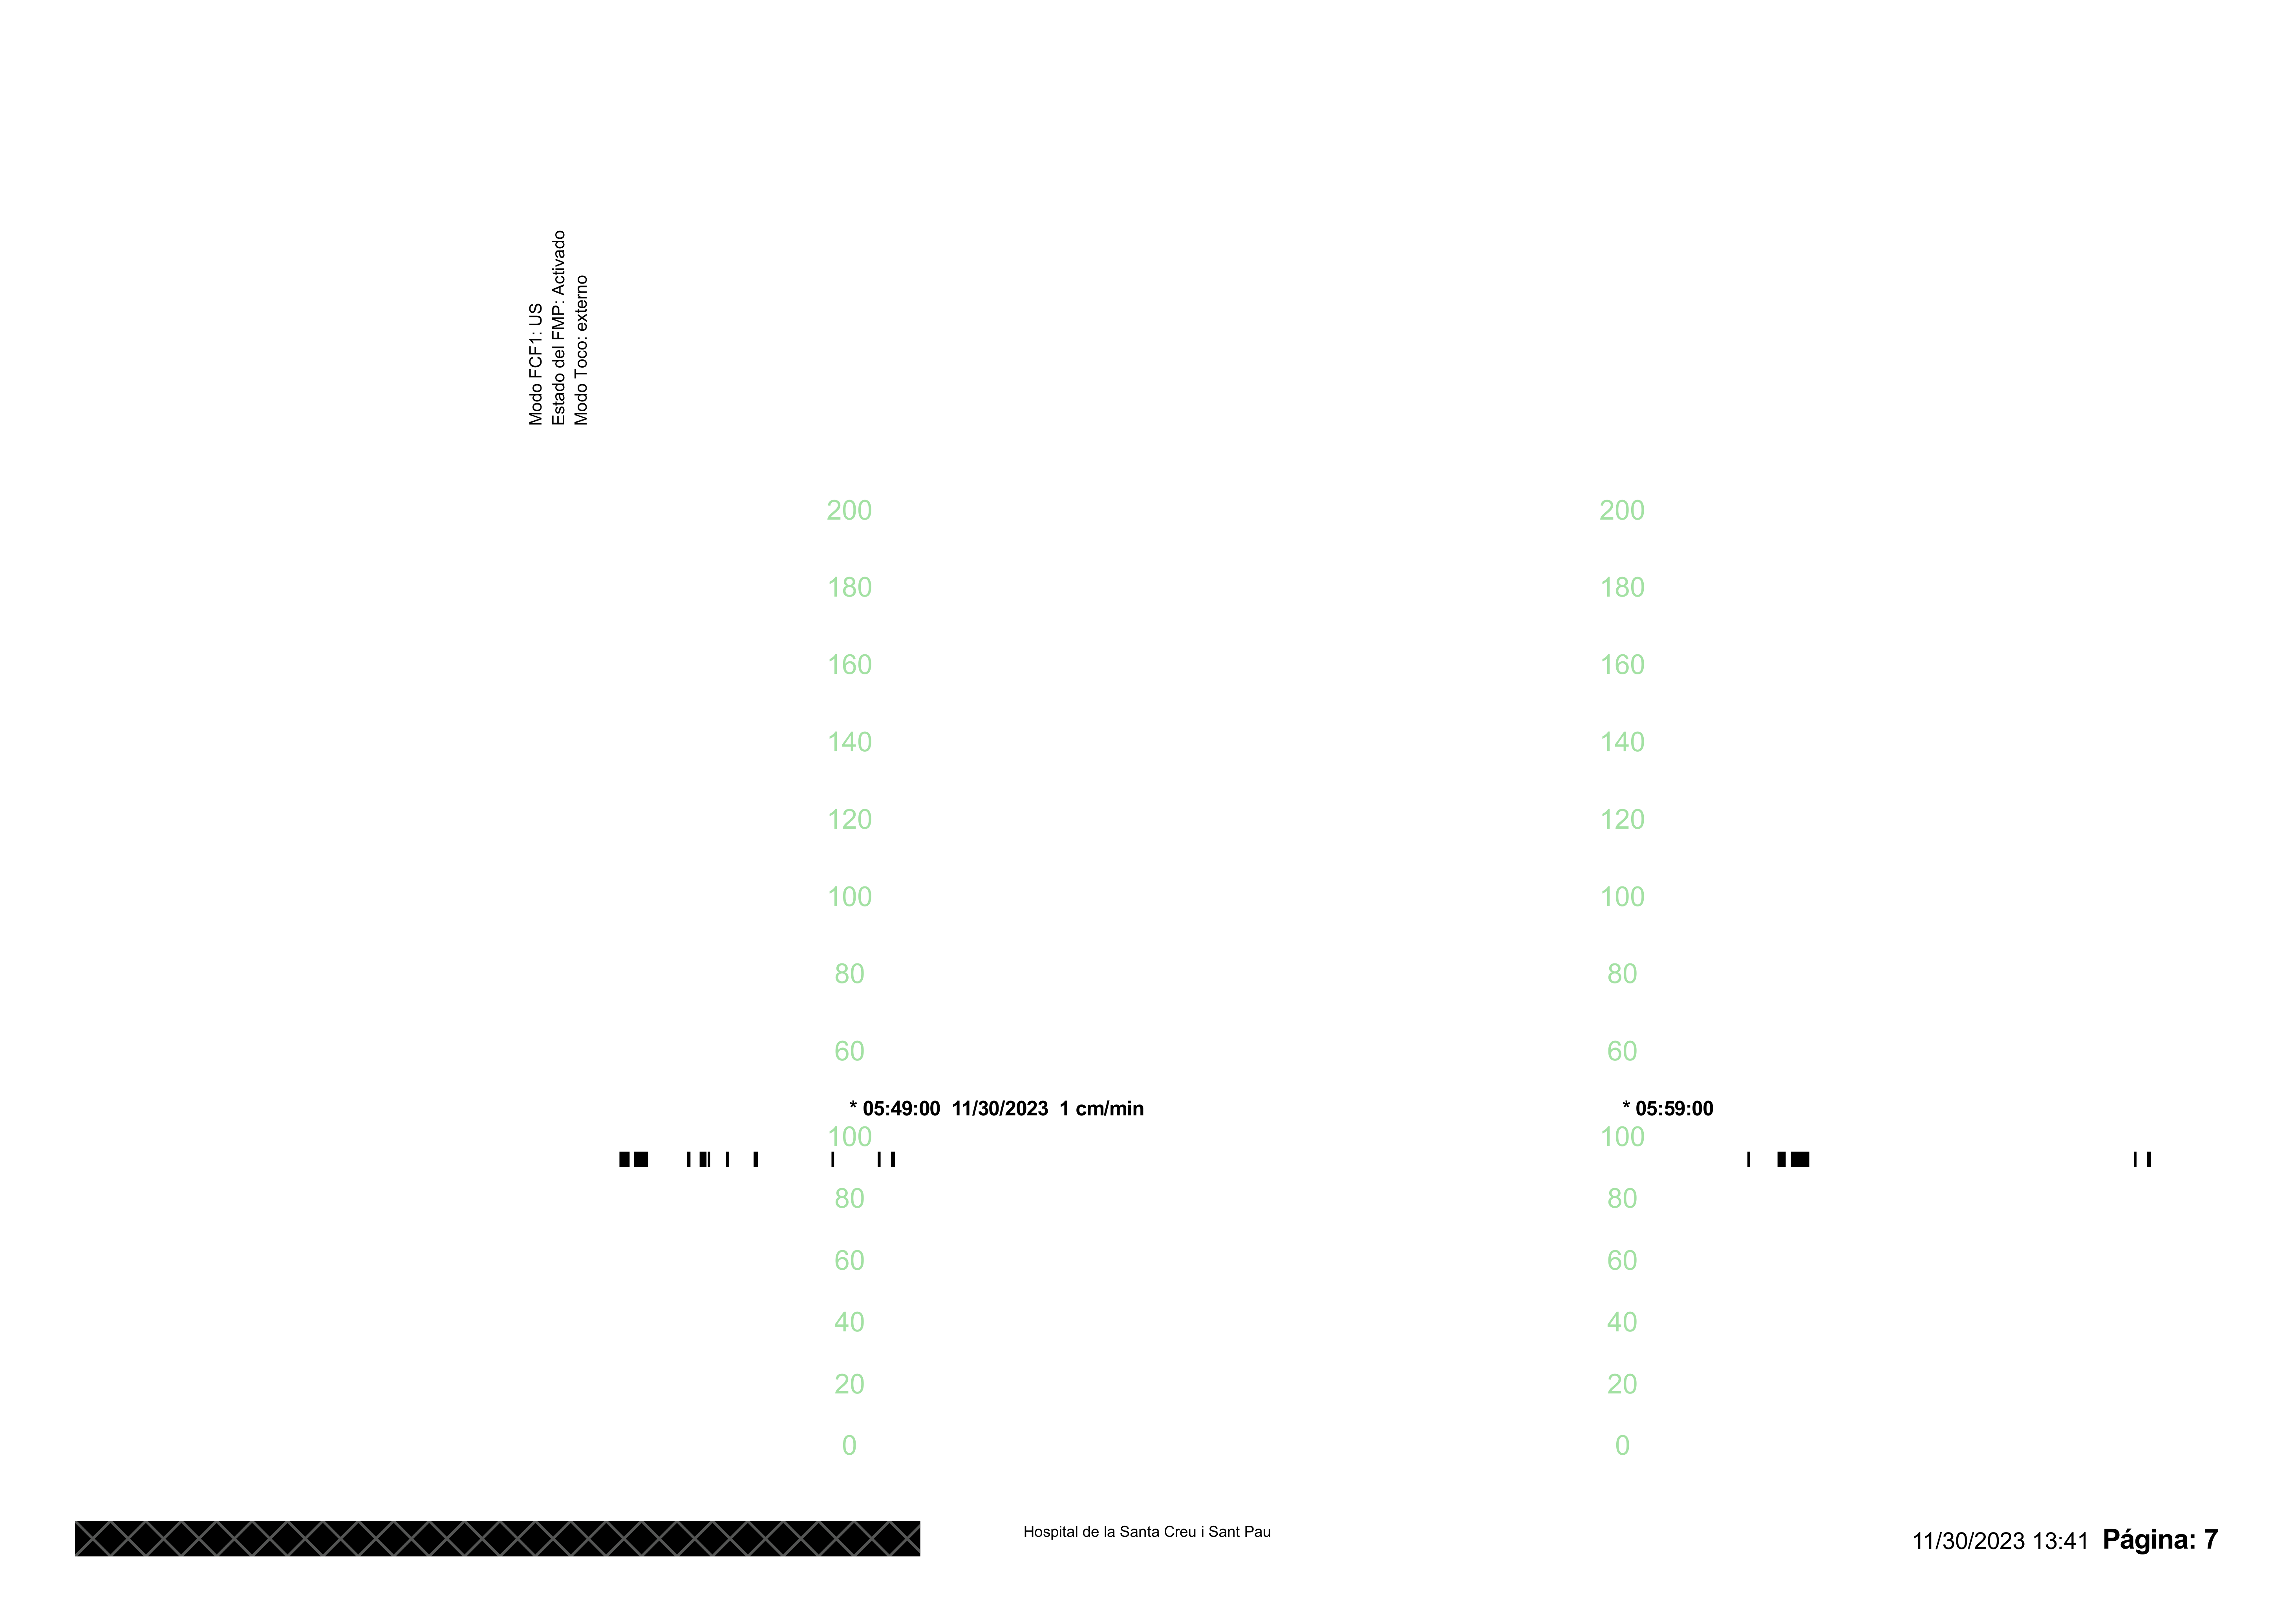 Modo FCF1: US
Estado del FMP: Activado
Modo Toco: externo
200 200
180 180
160 160
140 140
120 120
100 100
80 80
60 60
* 05:49:00 11/30/2023 1 cm/min * 05:59:00
100 100
80 80
60 60
40 40
20 20
0 0
Hospital de la Santa Creu i Sant Pau
11/30/2023 13:41 Página: 7